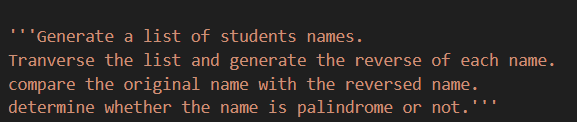 '''Generate a list of students names.
Tranverse the list and generate the reverse of each name.
compare the original name with the reversed name.
determine whether the name is palindrome or not.'''